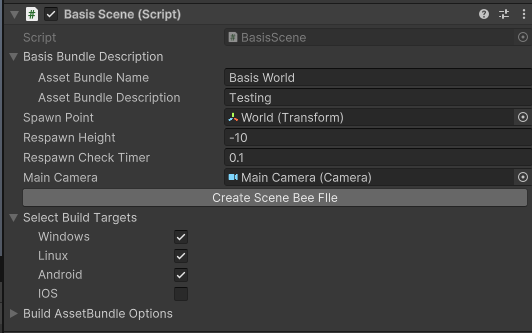 Basis Scene (Script)
Script BasisScene
Basis Bundle Description
Asset Bundle Name Basis World
Asset Bundle Description Testing
Spawn Point World (Transform)
Respawn Height -10
Respawn Check Timer 0.1
Main Camera Main Camera (Camera)
Create Scene Bee FIle
Select Build Targets
Windows
Linux
Android
IOS
Build AssetBundle Options